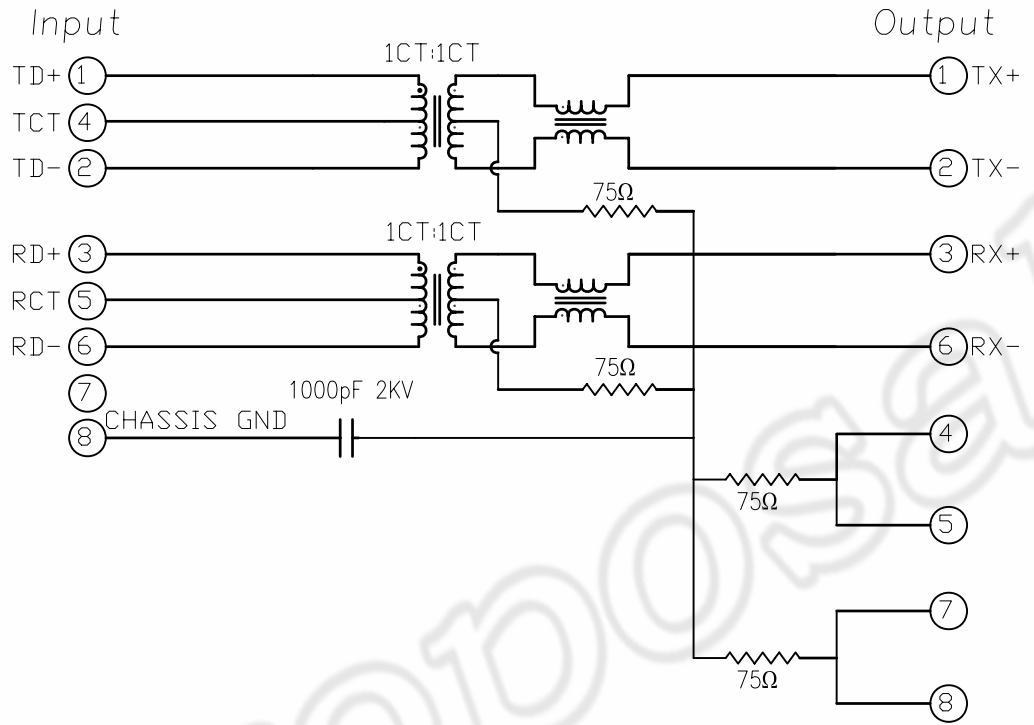 Input
Output
1CT:1CT
TD+ 1
1 TX+
TCT 4
TD- 2
2 TX-
75Ω
1CT:1CT
RD+ 3
3 RX+
RCT 5
RD- 6
6 RX-
75Ω
7
1000pF 2KV
8 CHASSIS GND
4
75Ω
5
7
75Ω
8